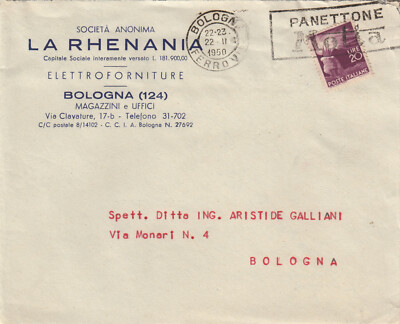 SOCIETÀ ANONIMA
LA RHENANIA
Capitale Sociale interamente versato L. 181.900,00
ELETTROFORNITURE
BOLOGNA (124)
MAGAZZINI e UFFICI
Via Clavature, 17-b - Telefono 31-702
C/C postale 8/14102 - C. C. I. A. Bologna N. 27692
BOLOGNA
22-23
22-11
1950
FERROVIA
PANETTONE
Motta
LIRE
20
POSTE ITALIANE
Spett. Ditta ING. ARISTIDE GALLIANI
Via Monari N. 4
BOLOGNA